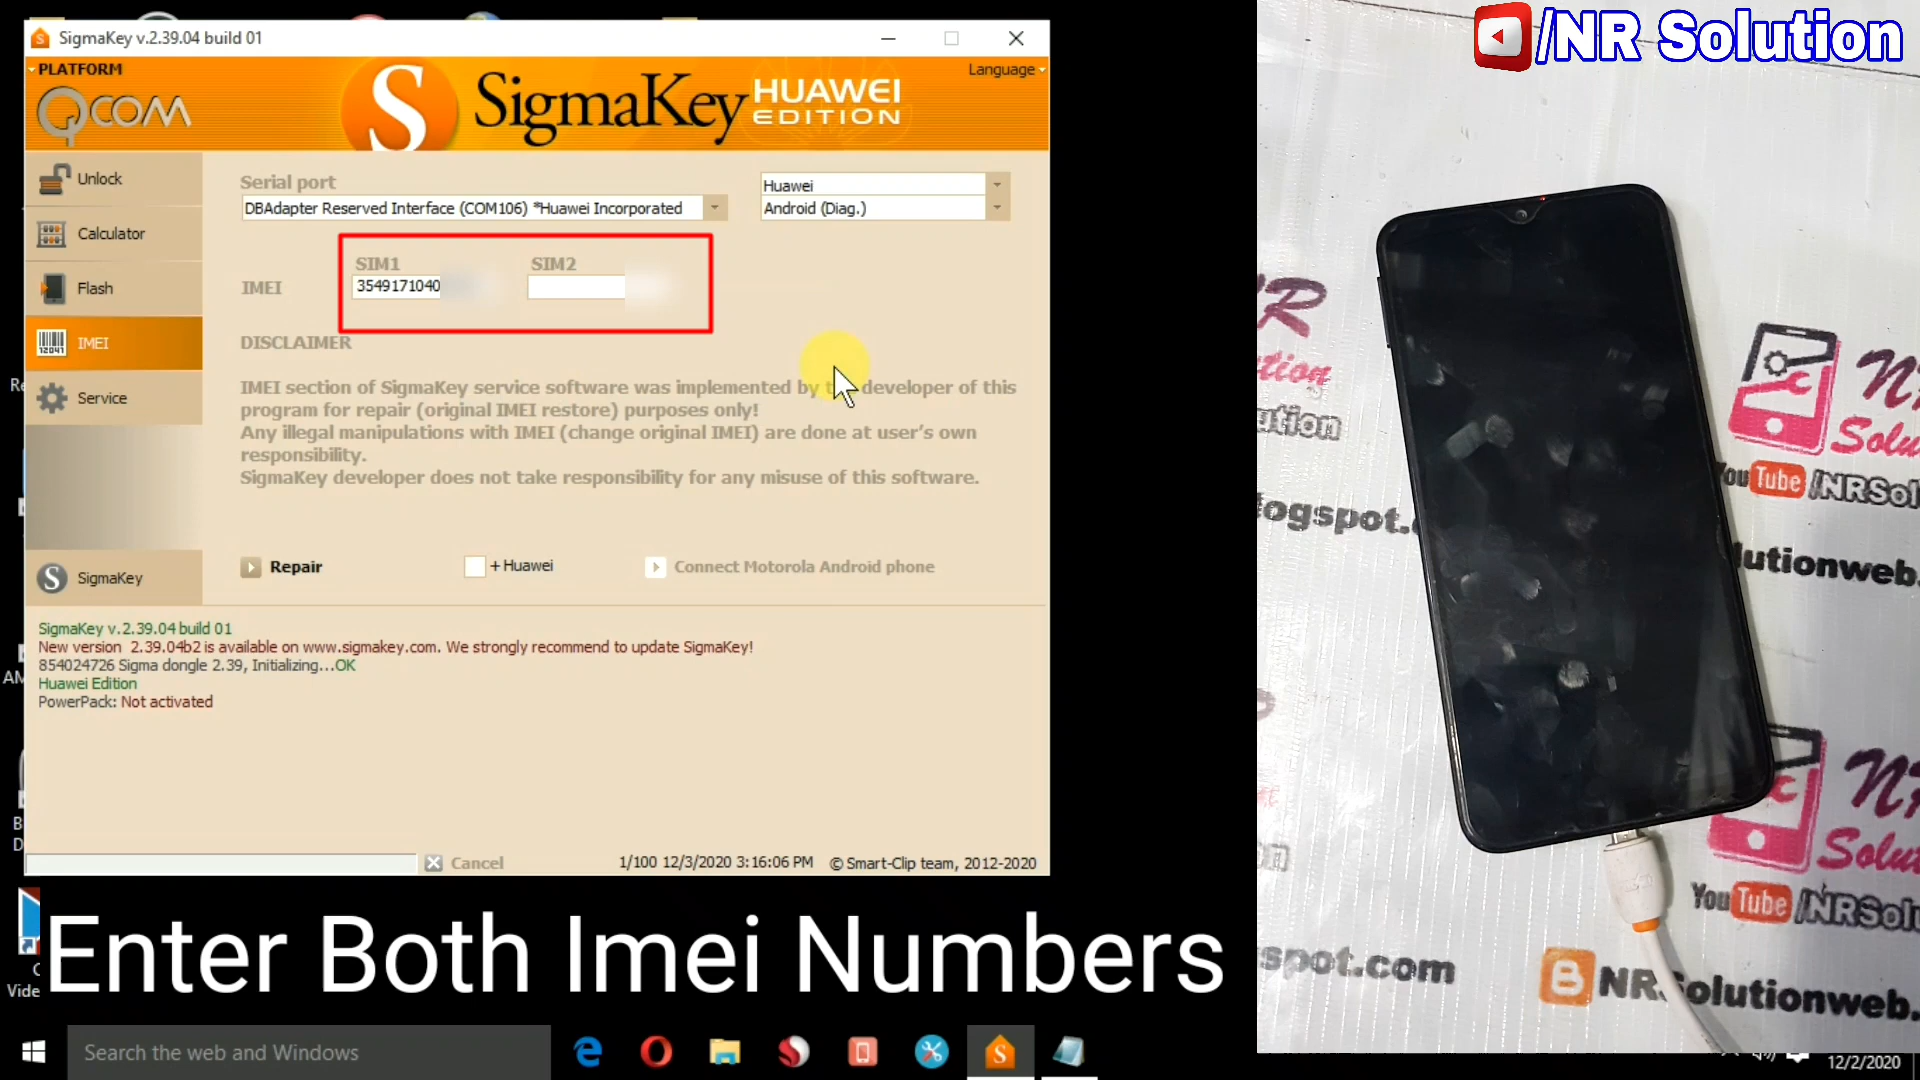 SigmaKey v.2.39.04 build 01
PLATFORM
QCOM
S SigmaKey HUAWEI EDITION
Language
Unlock
Calculator
Flash
IMEI
Service
SigmaKey
Serial port
DBAdapter Reserved Interface (COM106) *Huawei Incorporated
Huawei
Android (Diag.)
SIM1
SIM2
IMEI
3549171040
DISCLAIMER
IMEI section of SigmaKey service software was implemented by developer of this
program for repair (original IMEI restore) purposes only!
Any illegal manipulations with IMEI (change original IMEI) are done at user's own
responsibility.
SigmaKey developer does not take responsibility for any misuse of this software.
Repair
+Huawei
Connect Motorola Android phone
SigmaKey v.2.39.04 build 01
New version 2.39.04b2 is available on www.sigmakey.com. We strongly recommend to update SigmaKey!
854024726 Sigma dongle 2.39, Initializing...OK
Huawei Edition
PowerPack: Not activated
Cancel
1/100 12/3/2020 3:16:06 PM
© Smart-Clip team, 2012-2020
Enter Both Imei Numbers
Search the web and Windows
12/2/2020
/NR Solution
YouTube /NRSol
ogspot.
YouTube /NRSolu
spot.com